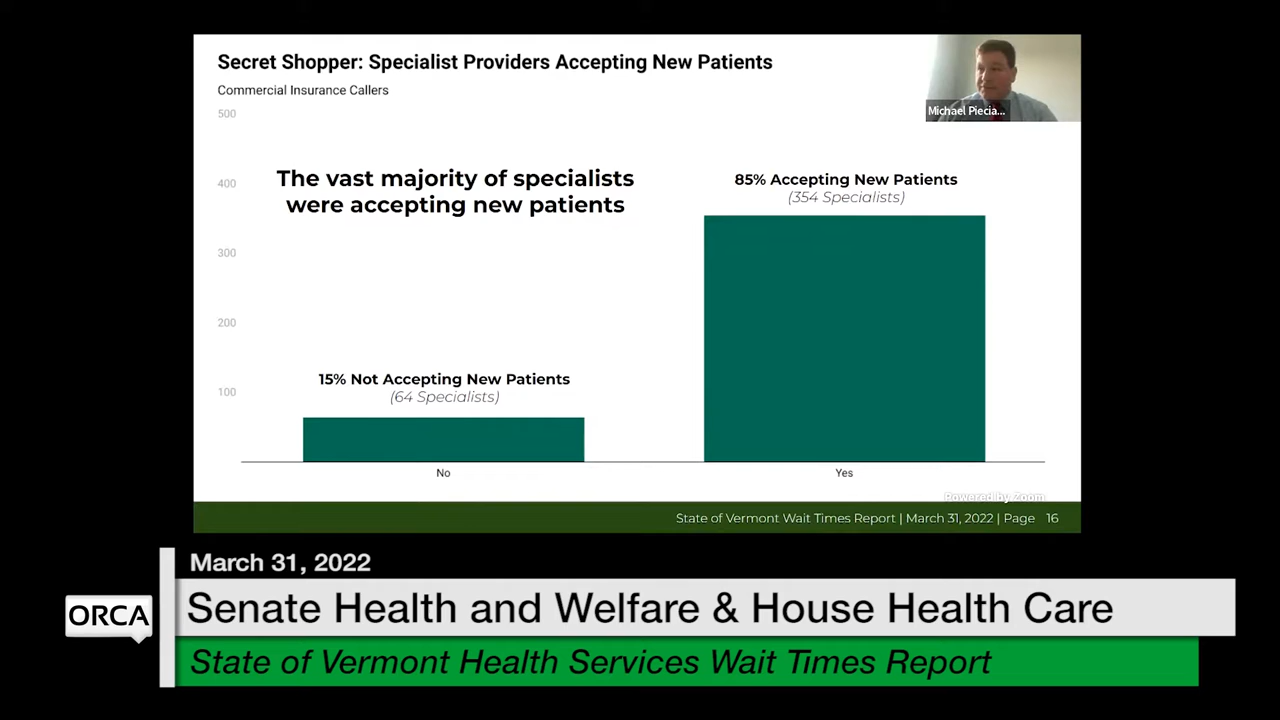 Secret Shopper: Specialist Providers Accepting New Patients
Commercial Insurance Callers
Michael Piecia...
500
400
300
200
100
The vast majority of specialists
were accepting new patients
85% Accepting New Patients
(354 Specialists)
15% Not Accepting New Patients
(64 Specialists)
No
Yes
Powered by Zoom
State of Vermont Wait Times Report | March 31, 2022 | Page 16
March 31, 2022
ORCA
Senate Health and Welfare & House Health Care
State of Vermont Health Services Wait Times Report